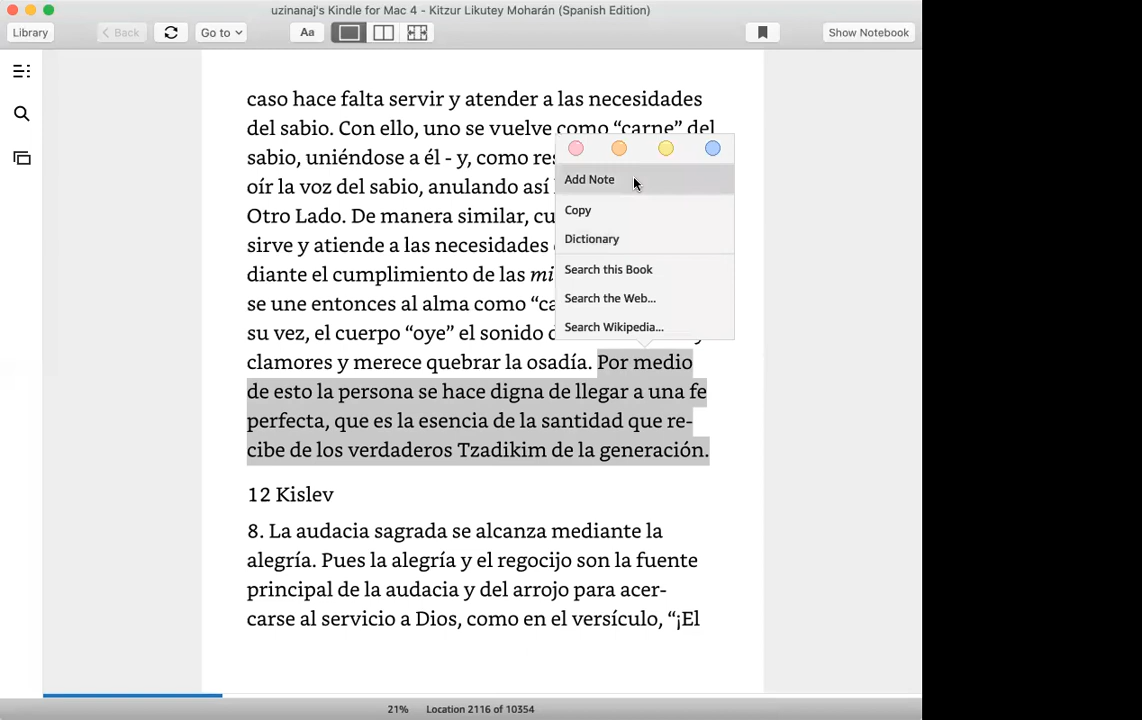 uzinanaj's Kindle for Mac 4 - Kitzur Likutey Moharán (Spanish Edition)
Library
Back
Go to
Aa
Show Notebook
caso hace falta servir y atender a las necesidades
del sabio. Con ello, uno se vuelve como “carne” del
sabio, uniéndose a él - y, como res
oír la voz del sabio, anulando así
Otro Lado. De manera similar, cu
sirve y atiende a las necesidades
diante el cumplimiento de las mi
se une entonces al alma como “ca
su vez, el cuerpo “oye” el sonido d
clamores y merece quebrar la osadía. Por medio
de esto la persona se hace digna de llegar a una fe
perfecta, que es la esencia de la santidad que re-
cibe de los verdaderos Tzadikim de la generación.
Add Note
Copy
Dictionary
Search this Book
Search the Web...
Search Wikipedia...
12 Kislev
8. La audacia sagrada se alcanza mediante la
alegría. Pues la alegría y el regocijo son la fuente
principal de la audacia y del arrojo para acer-
carse al servicio a Dios, como en el versículo, “¡El
21% Location 2116 of 10354